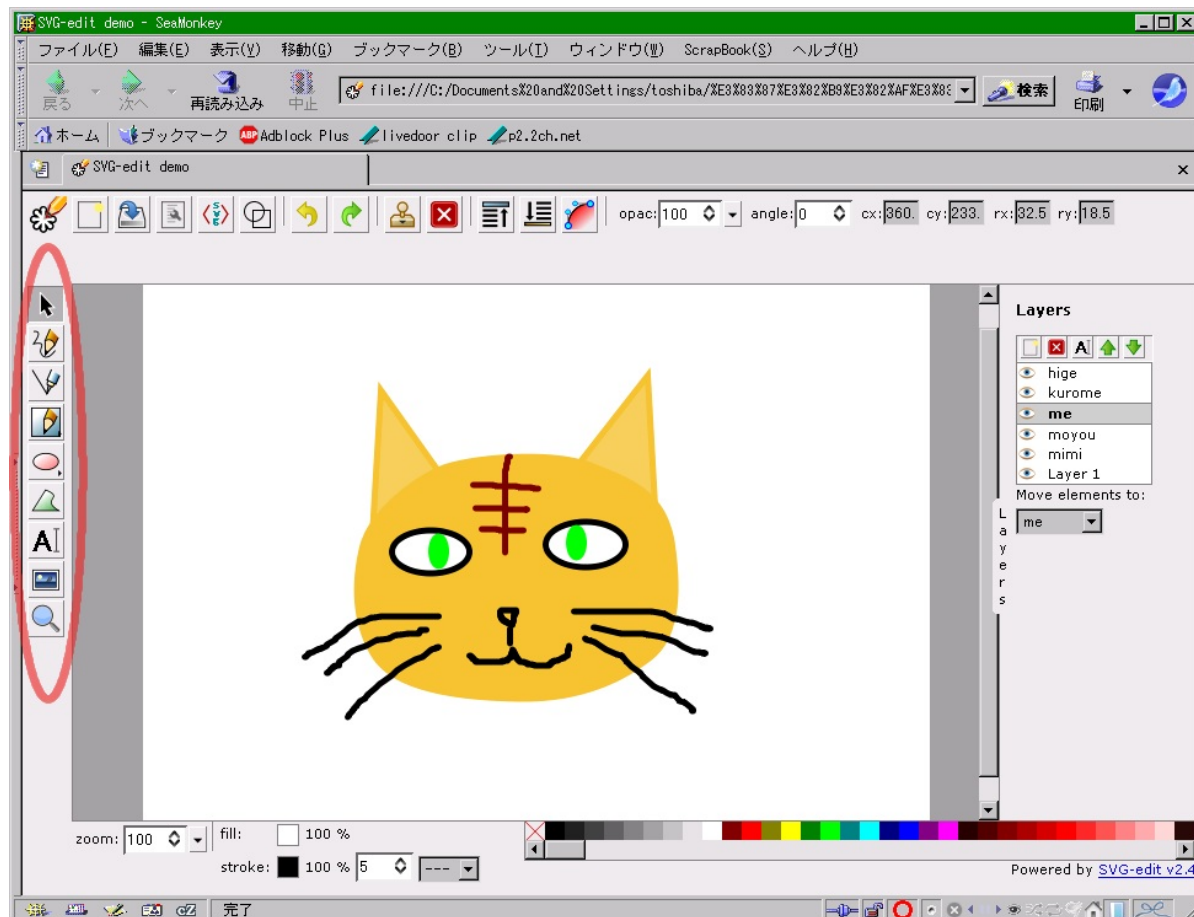 SVG-edit demo - SeaMonkey
ファイル(F) 編集(E) 表示(V) 移動(G) ブックマーク(B) ツール(T) ウィンドウ(W) ScrapBook(S) ヘルプ(H)
戻る 次へ 再読み込み 中止 file:///C:/Documents%20and%20Settings/toshiba/%E3%83%87%E3%82%B9%E3%82%AF%E3%8 検索 印刷
ホーム ブックマーク ABP Adblock Plus livedoor clip p2.2ch.net
SVG-edit demo
opac: 100 angle: 0 cx: 360. cy: 233. rx: 32.5 ry: 18.5
Layers
hige
kurome
me
moyou
mimi
Layer 1
Move elements to:
me
Layers
zoom: 100 fill: 100 %
stroke: 100 % 5 ---
Powered by SVG-edit v2.4
完了